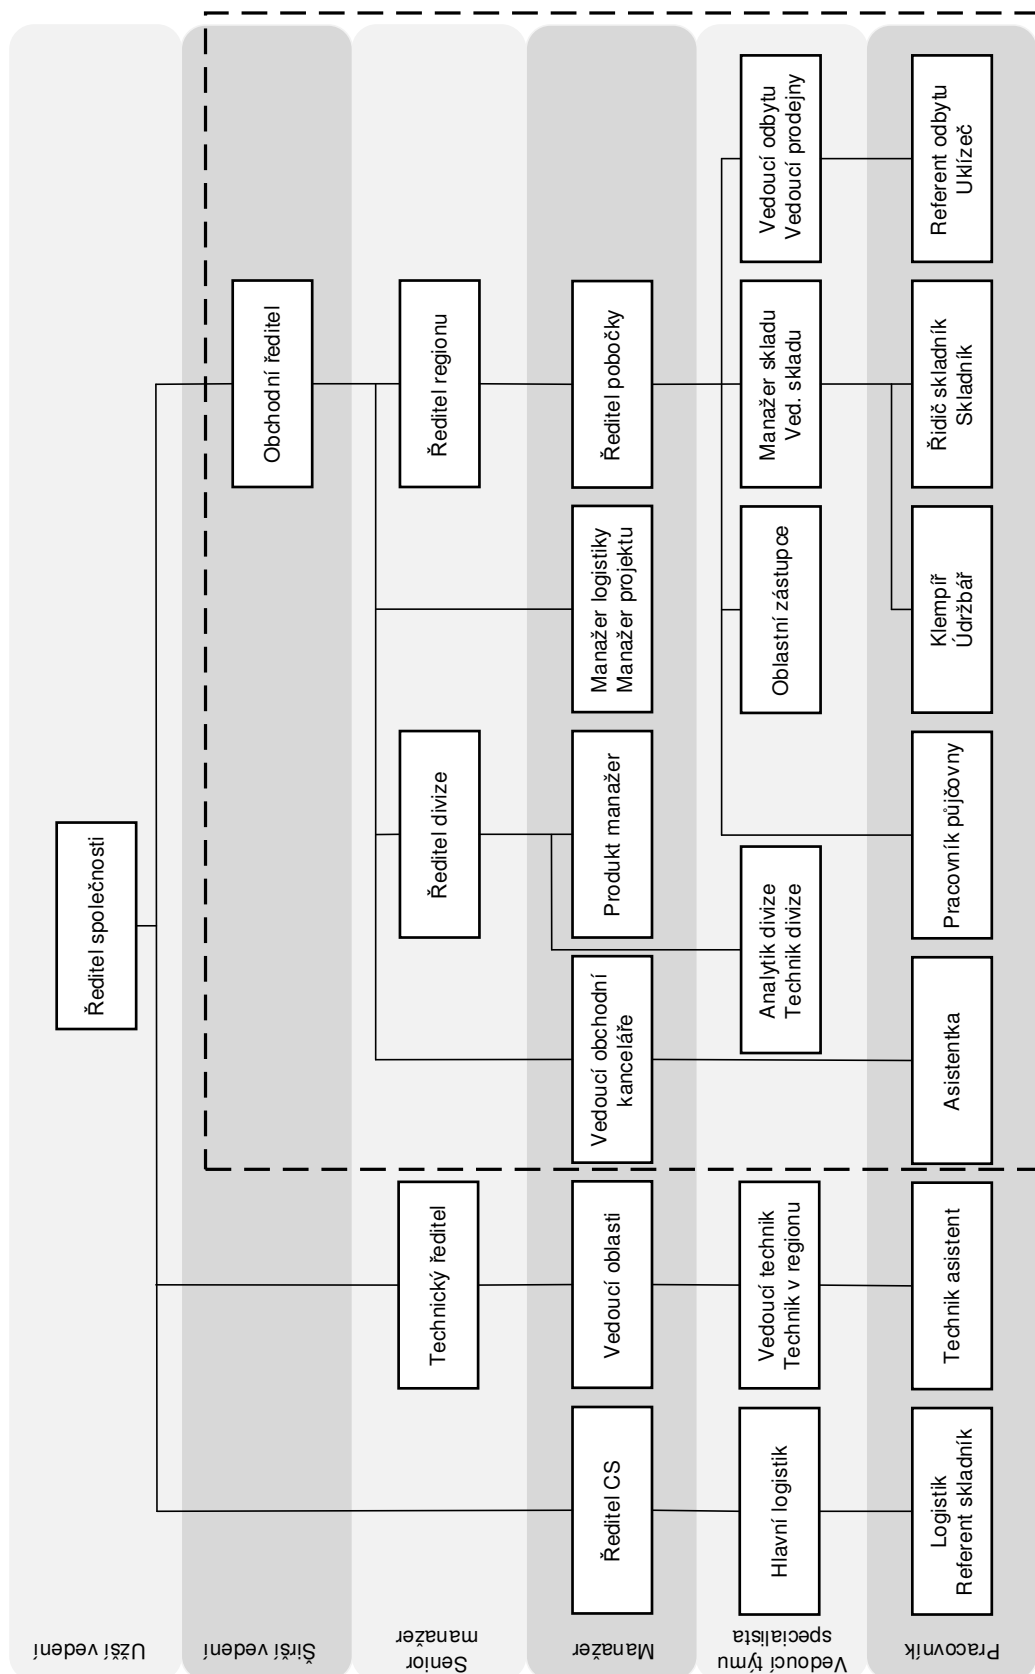 Užší vedení
Ředitel společnosti
Širší vedení
Obchodní ředitel
Senior
manažer
Technický ředitel
Ředitel divize
Ředitel regionu
Manažer
Ředitel CS
Vedoucí oblasti
Vedoucí obchodní
kanceláře
Produkt manažer
Manažer logistiky
Manažer projektu
Ředitel pobočky
Vedoucí týmu
specialista
Hlavní logistik
Vedoucí technik
Technik v regionu
Analytik divize
Technik divize
Oblastní zástupce
Manažer skladu
Ved. skladu
Vedoucí odbytu
Vedoucí prodejny
Pracovník
Logistik
Referent skladník
Technik asistent
Asistentka
Pracovník půjčovny
Klempíř
Údržbář
Řidič skladník
Skladník
Referent odbytu
Uklízeč